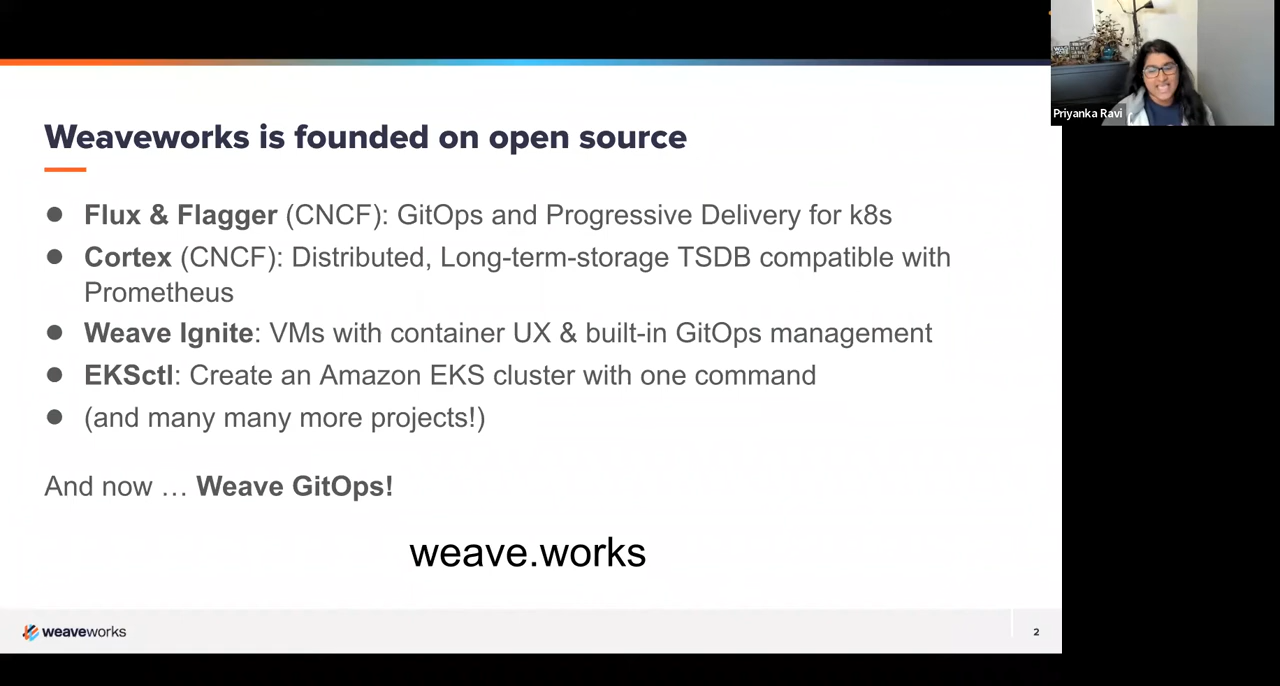 Weaveworks is founded on open source
● Flux & Flagger (CNCF): GitOps and Progressive Delivery for k8s
● Cortex (CNCF): Distributed, Long-term-storage TSDB compatible with
Prometheus
● Weave Ignite: VMs with container UX & built-in GitOps management
● EKSctl: Create an Amazon EKS cluster with one command
● (and many many more projects!)
And now … Weave GitOps!
weave.works
weaveworks
2
Priyanka Ravi